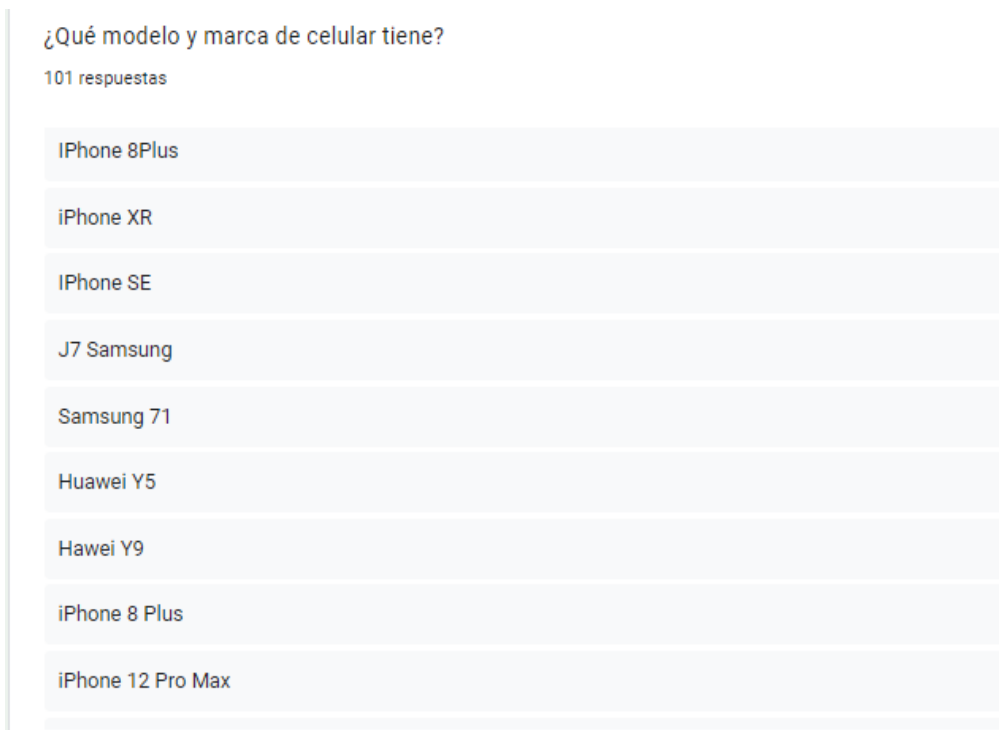 ¿Qué modelo y marca de celular tiene?
101 respuestas
IPhone 8Plus
iPhone XR
IPhone SE
J7 Samsung
Samsung 71
Huawei Y5
Hawei Y9
iPhone 8 Plus
iPhone 12 Pro Max